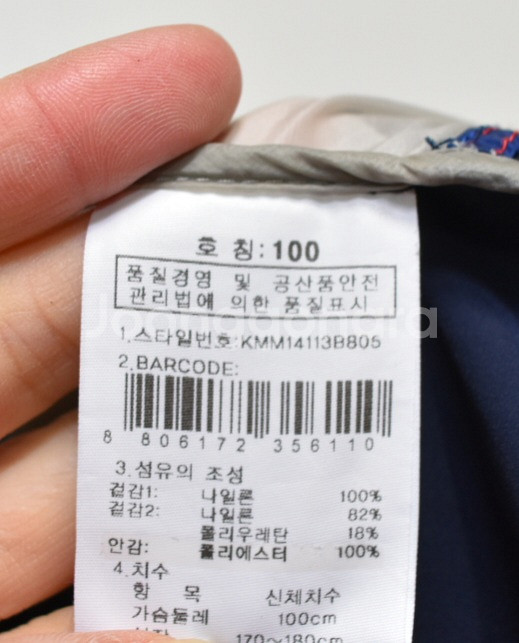 호 칭: 100
품질경영 및 공산품안전
관리법에 의한 품질표시
1.스타일번호:KMM14113B805
2.BARCODE:
8 806172 356110
3.섬유의 조성
겉감1: 나일론 100%
겉감2: 나일론 82%
폴리우레탄 18%
안감: 폴리에스터 100%
4.치수
항 목 신체치수
가슴둘레 100cm
170~180cm